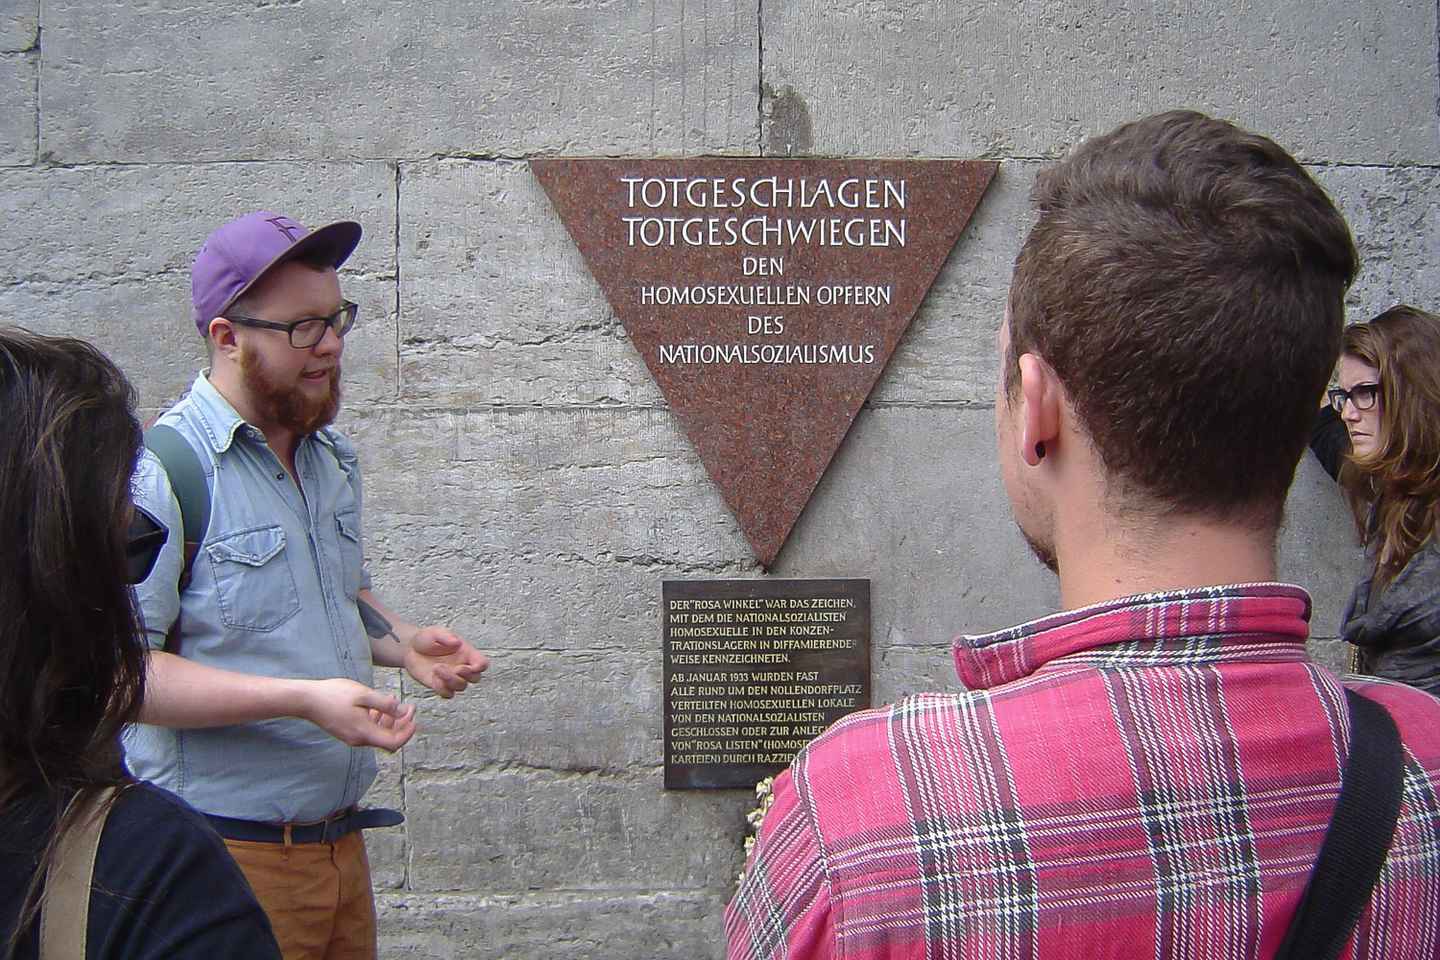 TOTGESCHLAGEN
TOTGESCHWIEGEN
DEN
HOMOSEXUELLEN OPFERN
DES
NATIONALSOZIALISMUS
DER "ROSA WINKEL" WAR DAS ZEICHEN,
MIT DEM DIE NATIONALSOZIALISTEN
HOMOSEXUELLE IN DEN KONZEN-
TRATIONSLAGERN IN DIFFAMIERENDER
WEISE KENNZEICHNETEN.
AB JANUAR 1933 WURDEN FAST
ALLE RUND UM DEN NOLLENDORFPLATZ
VERTEILTEN HOMOSEXUELLEN LOKALE
VON DEN NATIONALSOZIALISTEN
GESCHLOSSEN ODER ZUR
VON "ROSA LISTEN"
KARTEIEN) DURCH